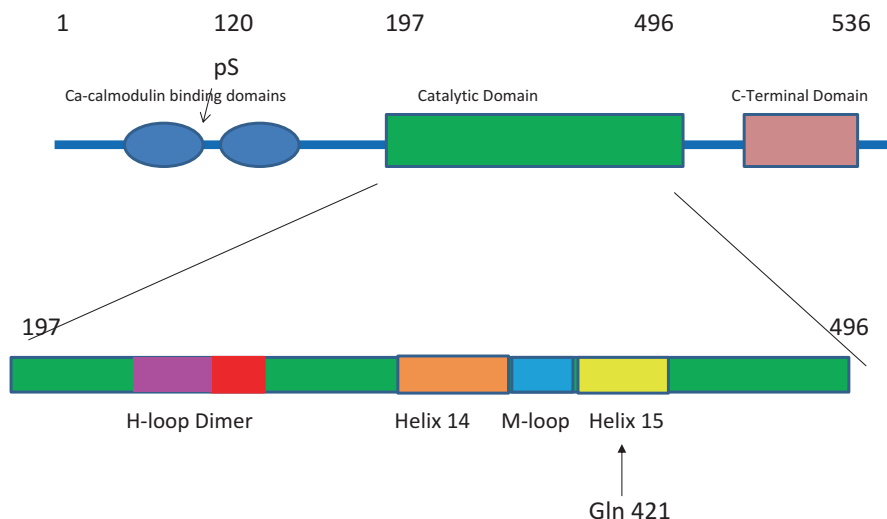 1 120 197 496 536
pS
Ca-calmodulin binding domains Catalytic Domain C-Terminal Domain
197 496
H-loop Dimer Helix 14 M-loop Helix 15
Gln 421